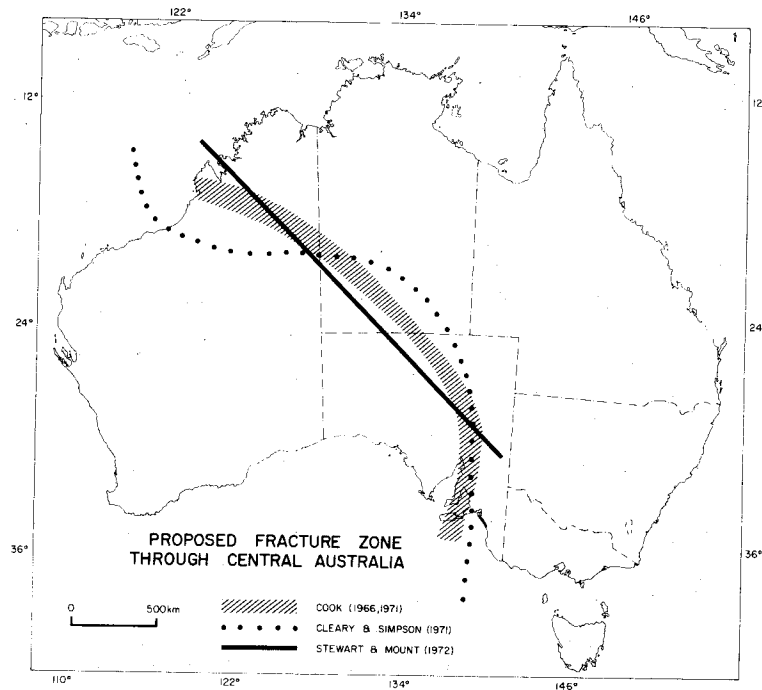 122° 134° 146°
12° 12
24° 24
36° 36°
PROPOSED FRACTURE ZONE
THROUGH CENTRAL AUSTRALIA
0 500km
COOK (1966,1971)
CLEARY & SIMPSON (1971)
STEWART & MOUNT (1972)
110° 122° 134° 146°